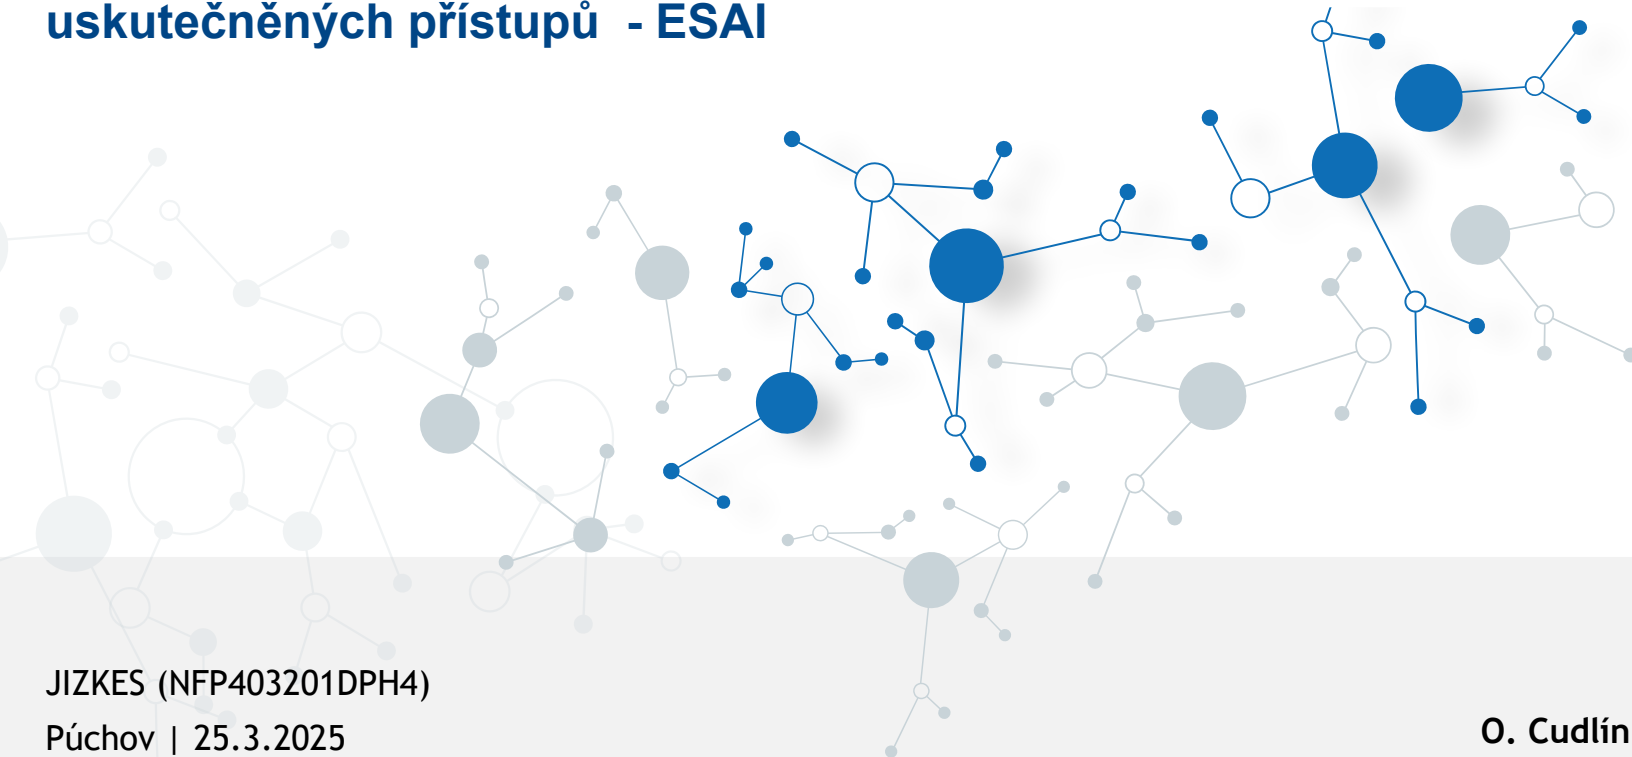 uskutečněných přístupů - ESAI
JIZKES (NFP403201DPH4)
Púchov | 25.3.2025
O. Cudlín